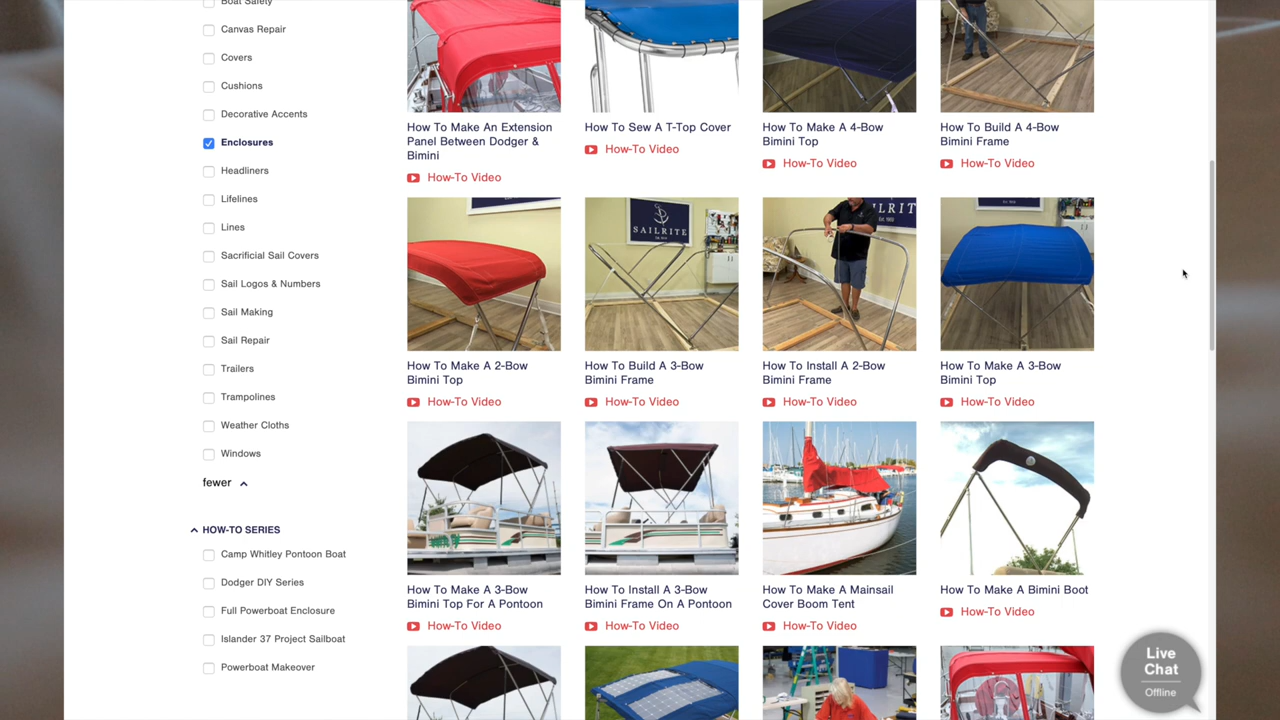 Boat Safety
Canvas Repair
Covers
Cushions
Decorative Accents
Enclosures
Headliners
Lifelines
Lines
Sacrificial Sail Covers
Sail Logos & Numbers
Sail Making
Sail Repair
Trailers
Trampolines
Weather Cloths
Windows
fewer
HOW-TO SERIES
Camp Whitley Pontoon Boat
Dodger DIY Series
Full Powerboat Enclosure
Islander 37 Project Sailboat
Powerboat Makeover
How To Make An Extension
Panel Between Dodger &
Bimini
How-To Video
How To Sew A T-Top Cover
How-To Video
How To Make A 4-Bow
Bimini Top
How-To Video
How To Build A 4-Bow
Bimini Frame
How-To Video
SAILRITE
How To Make A 2-Bow
Bimini Top
How-To Video
How To Build A 3-Bow
Bimini Frame
How-To Video
How To Install A 2-Bow
Bimini Frame
How-To Video
How To Make A 3-Bow
Bimini Top
How-To Video
How To Make A 3-Bow
Bimini Top For A Pontoon
How-To Video
How To Install A 3-Bow
Bimini Frame On A Pontoon
How-To Video
How To Make A Mainsail
Cover Boom Tent
How-To Video
How To Make A Bimini Boot
How-To Video
Live
Chat
Offline